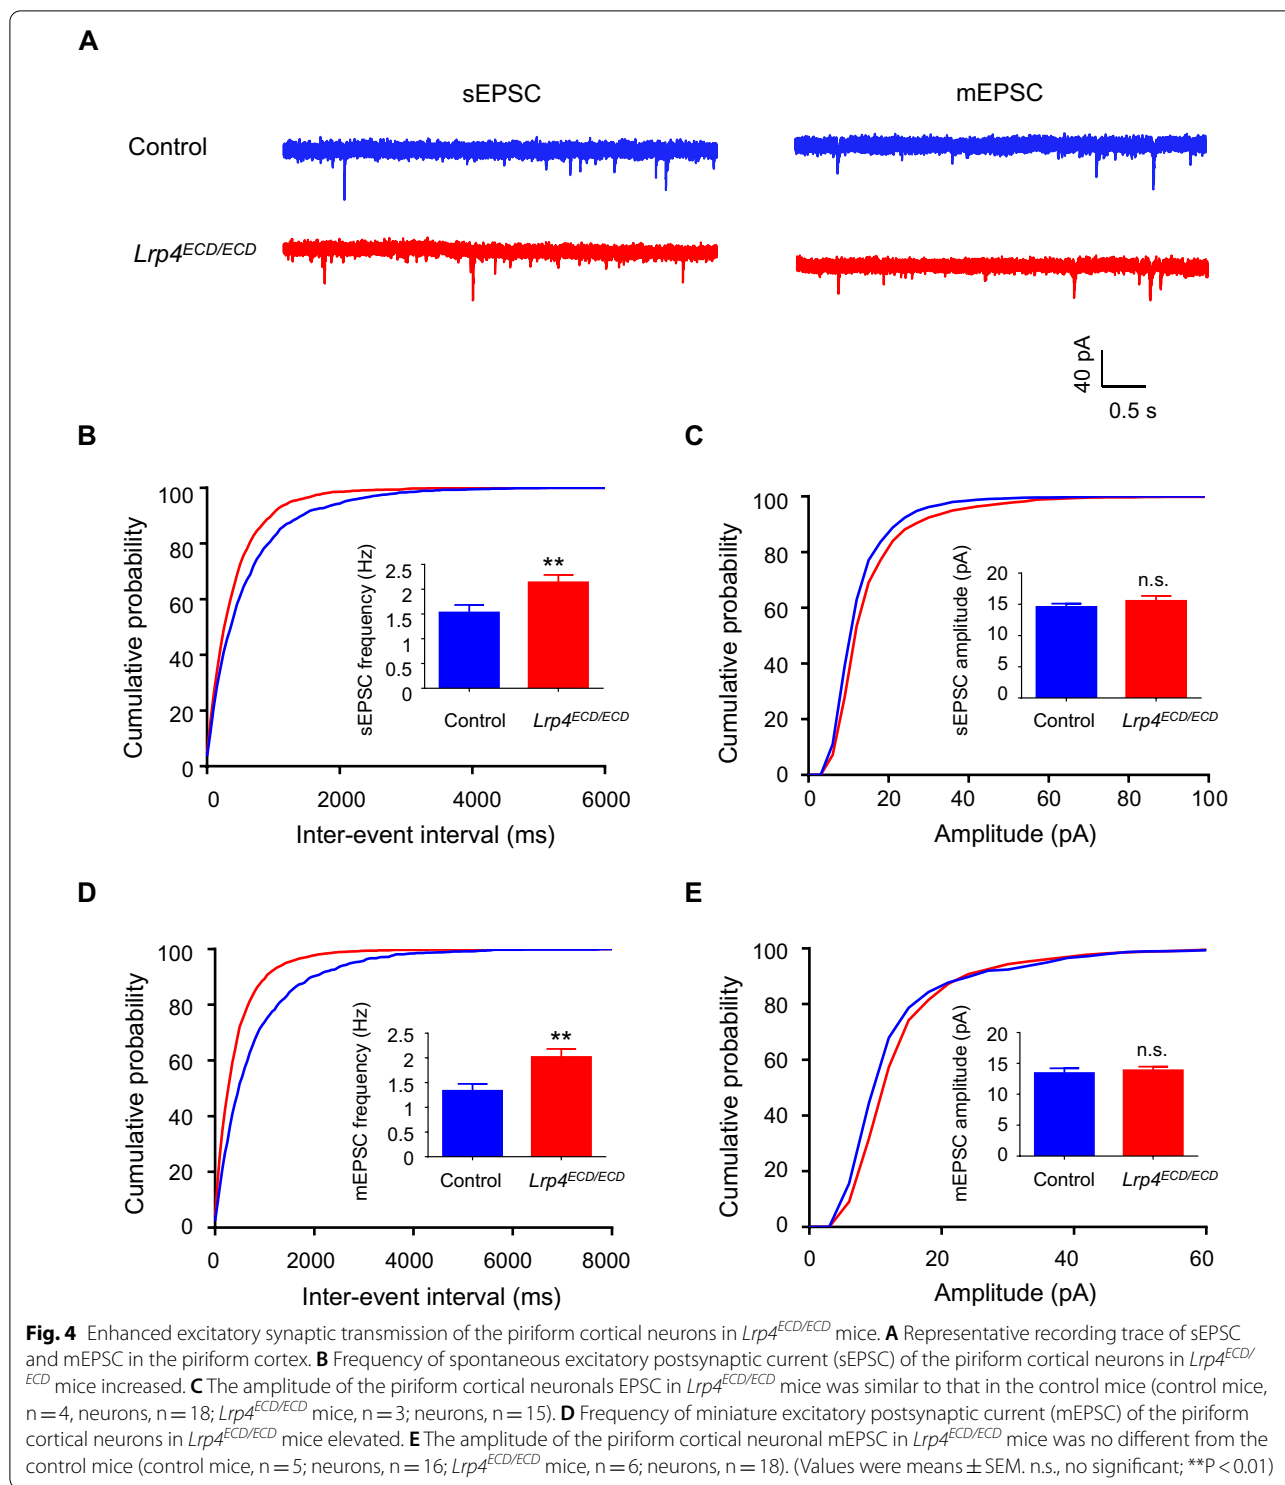 A
sEPSC
mEPSC
Control
Lrp4ECD/ECD
40 pA
0.5 s
B
Cumulative probability
100
80
60
40
20
0
0
2000
4000
6000
Inter-event interval (ms)
sEPSC frequency (Hz)
2.5
2
1.5
1
0.5
0
**
Control
Lrp4ECD/ECD
C
Cumulative probability
100
80
60
40
20
0
0
20
40
60
80
100
Amplitude (pA)
sEPSC amplitude (pA)
20
15
10
5
0
n.s.
Control
Lrp4ECD/ECD
D
Cumulative probability
100
80
60
40
20
0
0
2000
4000
6000
8000
Inter-event interval (ms)
mEPSC frequency (Hz)
2.5
2
1.5
1
0.5
0
**
Control
Lrp4ECD/ECD
E
Cumulative probability
100
80
60
40
20
0
0
20
40
60
Amplitude (pA)
mEPSC amplitude (pA)
20
15
10
5
0
n.s.
Control
Lrp4ECD/ECD
Fig. 4 Enhanced excitatory synaptic transmission of the piriform cortical neurons in Lrp4ECD/ECD mice. A Representative recording trace of sEPSC
and mEPSC in the piriform cortex. B Frequency of spontaneous excitatory postsynaptic current (sEPSC) of the piriform cortical neurons in Lrp4ECD/
ECD mice increased. C The amplitude of the piriform cortical neuronals EPSC in Lrp4ECD/ECD mice was similar to that in the control mice (control mice,
n = 4, neurons, n = 18; Lrp4ECD/ECD mice, n = 3; neurons, n = 15). D Frequency of miniature excitatory postsynaptic current (mEPSC) of the piriform
cortical neurons in Lrp4ECD/ECD mice elevated. E The amplitude of the piriform cortical neuronal mEPSC in Lrp4ECD/ECD mice was no different from the
control mice (control mice, n = 5; neurons, n = 16; Lrp4ECD/ECD mice, n = 6; neurons, n = 18). (Values were means ± SEM. n.s., no significant; **P < 0.01)